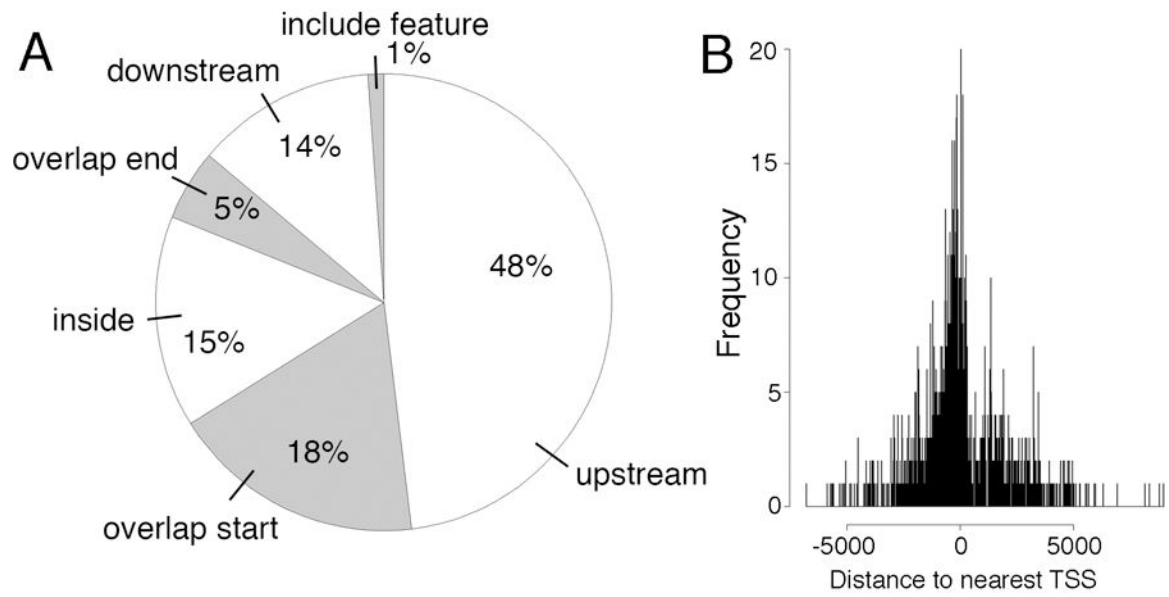 A
include feature
1%
downstream
14%
overlap end
5%
48%
inside
15%
18%
upstream
overlap start
B
20
15
10
5
0
Frequency
-5000
0
5000
Distance to nearest TSS